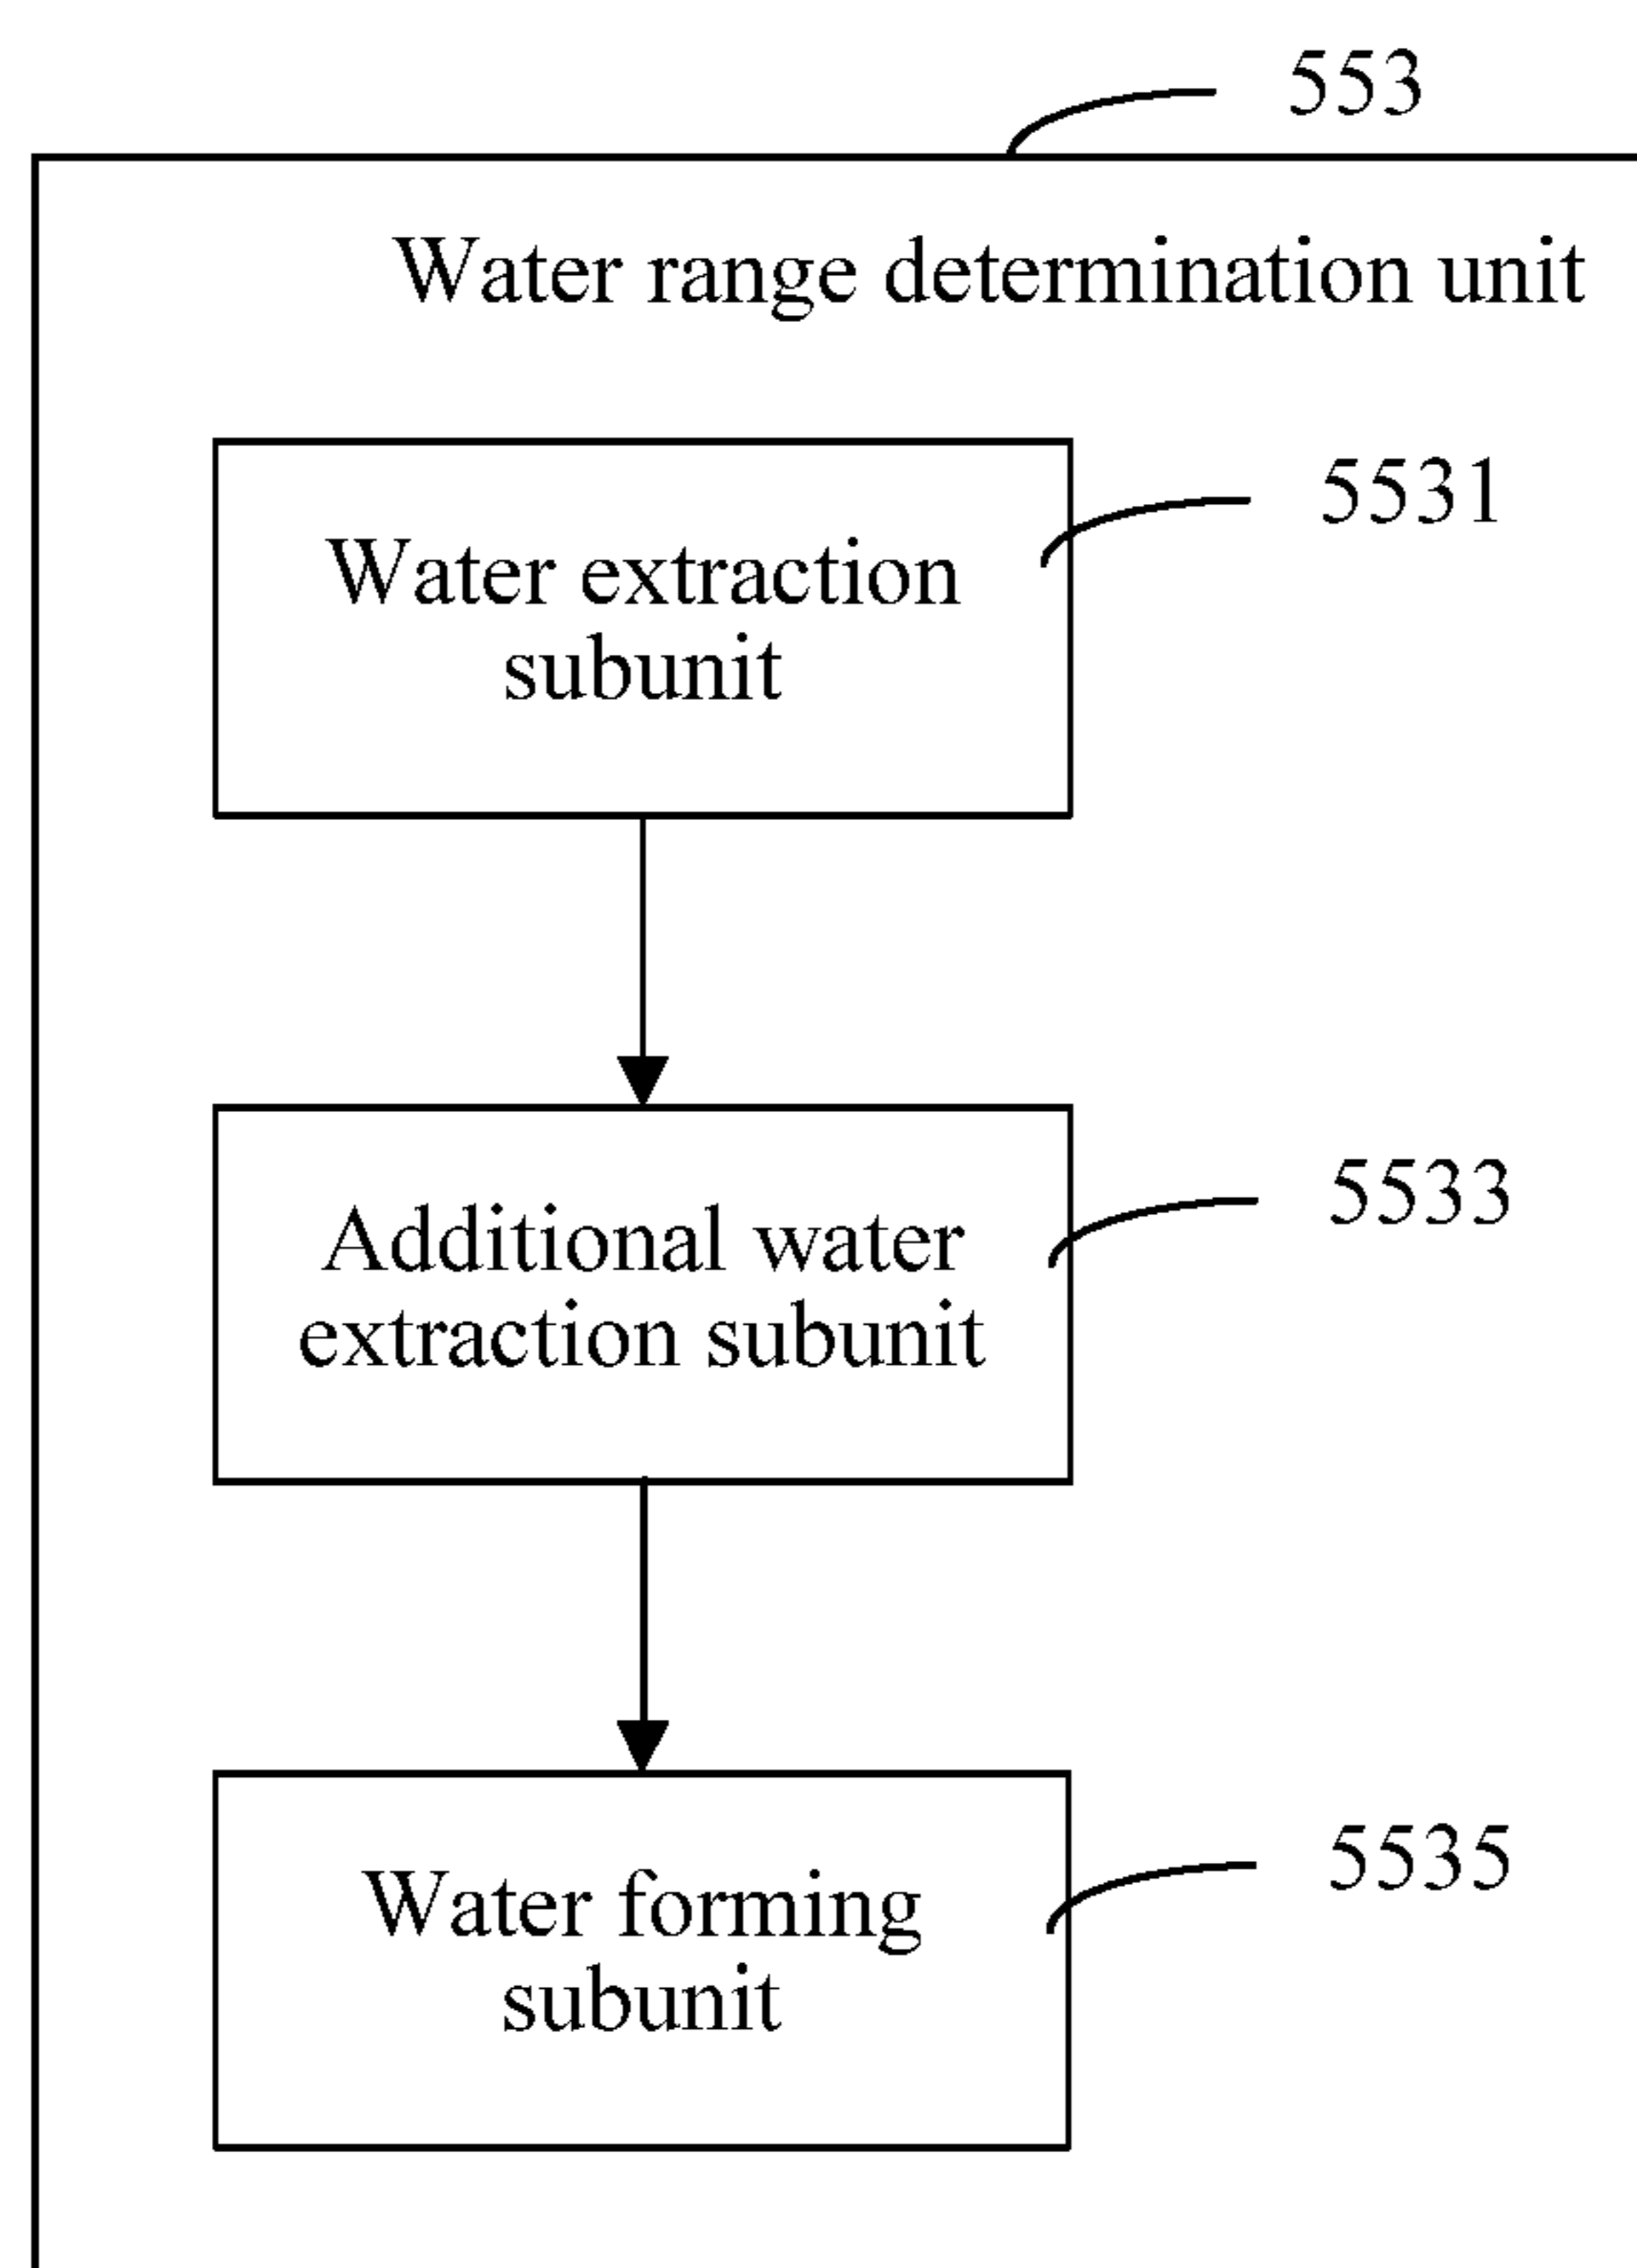 553
Water range determination unit
5531
Water extraction
subunit
5533
Additional water
extraction subunit
5535
Water forming
subunit